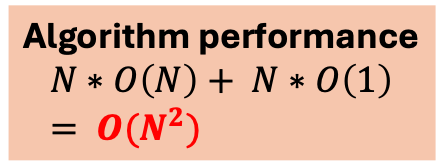 Algorithm performance
N * O(N) + N * O(1)
= O(N²)